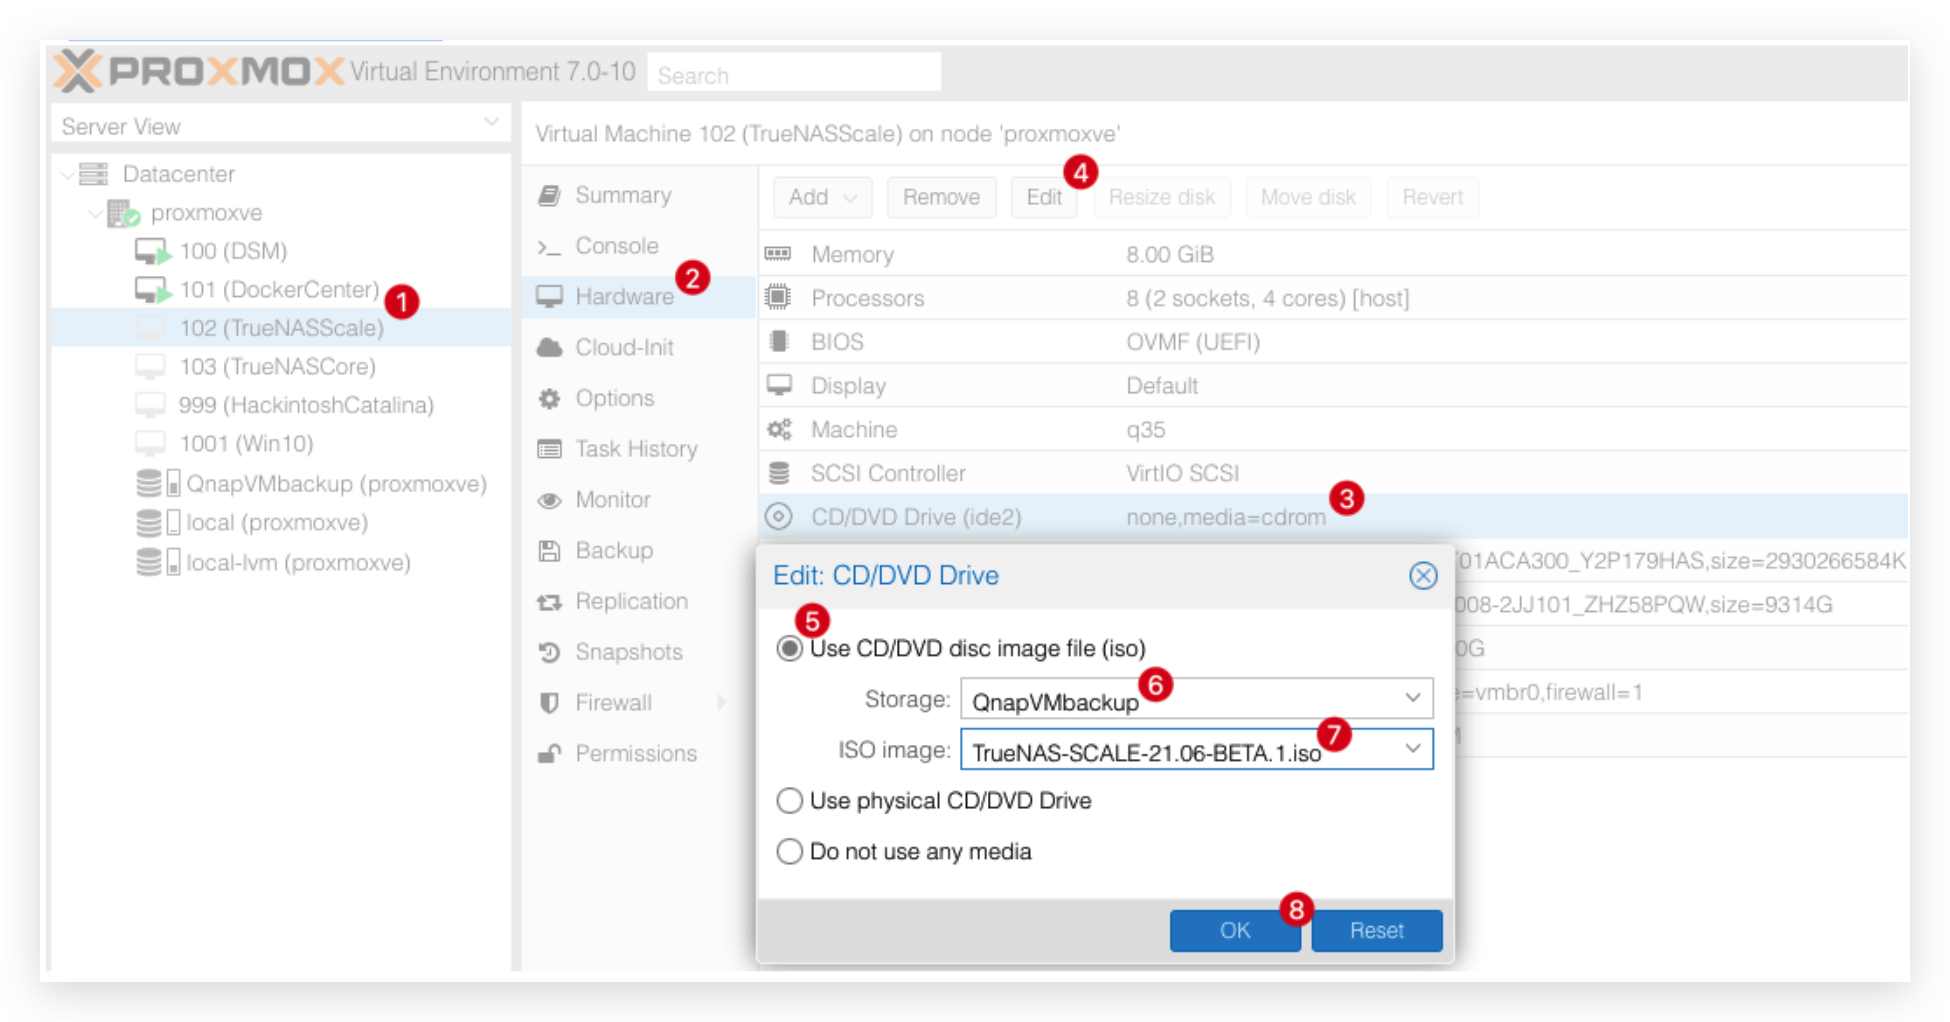 PROXMOX Virtual Environment 7.0-10 Search
Server View
Datacenter
proxmoxve
100 (DSM)
101 (DockerCenter)
1
102 (TrueNASScale)
103 (TrueNASCore)
999 (HackintoshCatalina)
1001 (Win10)
QnapVMbackup (proxmoxve)
local (proxmoxve)
local-lvm (proxmoxve)
Virtual Machine 102 (TrueNASScale) on node 'proxmoxve'
Summary
Console
2
Hardware
Cloud-Init
Options
Task History
Monitor
Backup
Replication
Snapshots
Firewall
Permissions
4
Add Remove Edit Resize disk Move disk Revert
Memory 8.00 GiB
Processors 8 (2 sockets, 4 cores) [host]
BIOS OVMF (UEFI)
Display Default
Machine q35
SCSI Controller VirtIO SCSI
3
CD/DVD Drive (ide2) none,media=cdrom
01ACA300_Y2P179HAS,size=2930266584K
008-2JJ101_ZHZ58PQW,size=9314G
0G
=vmbr0,firewall=1
Edit: CD/DVD Drive
5
Use CD/DVD disc image file (iso)
6
Storage: QnapVMbackup
7
ISO image: TrueNAS-SCALE-21.06-BETA.1.iso
Use physical CD/DVD Drive
Do not use any media
8
OK Reset